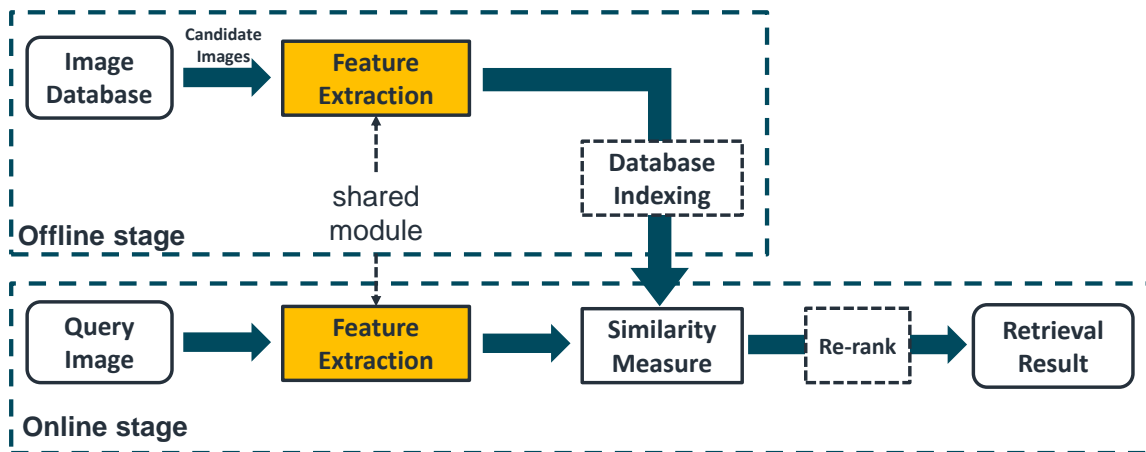 Image
Database
Candidate
Images
Feature
Extraction
Database
Indexing
shared
module
Offline stage
Query
Image
Feature
Extraction
Similarity
Measure
Re-rank
Retrieval
Result
Online stage